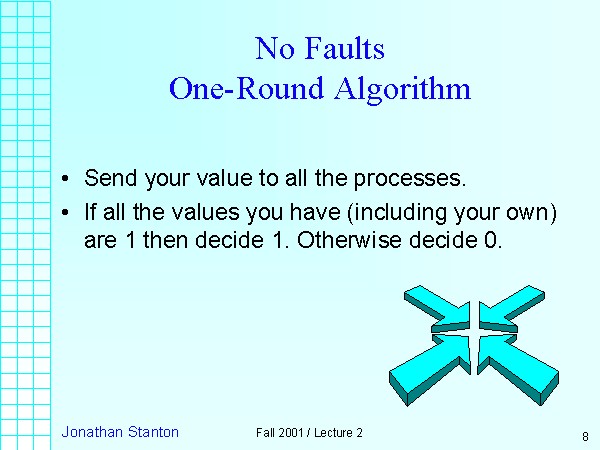 No Faults
One-Round Algorithm
• Send your value to all the processes.
• If all the values you have (including your own)
are 1 then decide 1. Otherwise decide 0.
Jonathan Stanton
Fall 2001 / Lecture 2
8